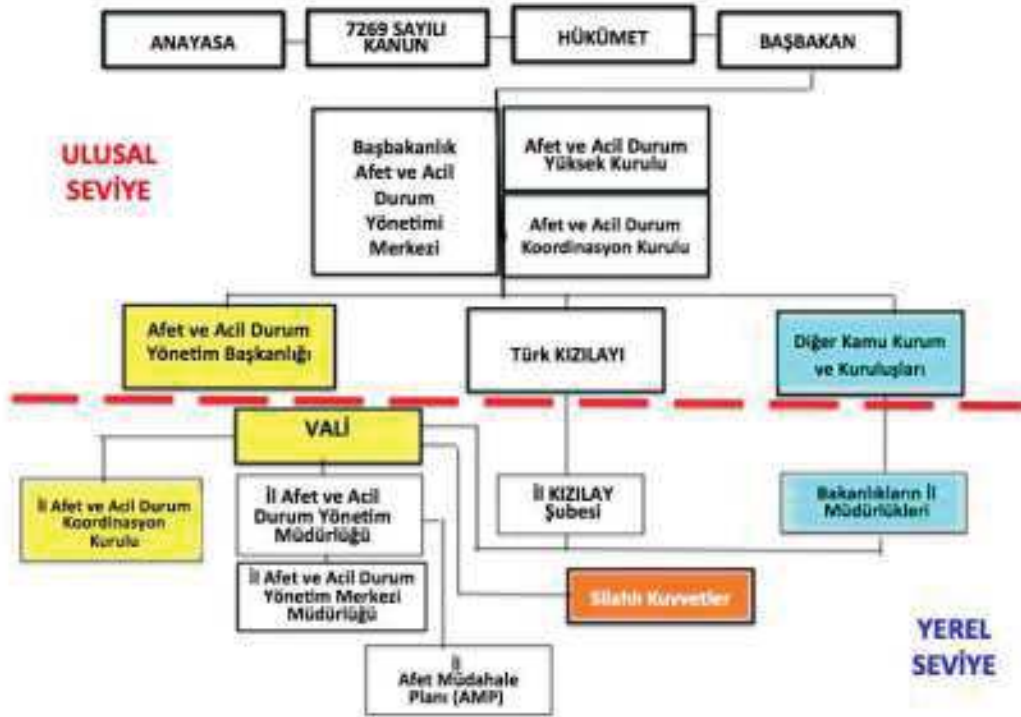 ANAYASA
7269 SAYILI
KANUN
HÜKÜMET
BAŞBAKAN
ULUSAL
SEVİYE
Başbakanlık
Afet ve Acil
Durum
Yönetimi
Merkezi
Afet ve Acil Durum
Yüksek Kurulu
Afet ve Acil Durum
Koordinasyon Kurulu
Afet ve Acil Durum
Yönetim Başkanlığı
Türk KIZILAYI
Diğer Kamu Kurum
ve Kuruluşları
VALİ
İl Afet ve Acil Durum
Koordinasyon
Kurulu
İl Afet ve Acil
Durum Yönetim
Müdürlüğü
İl KIZILAY
Şubesi
Bakanlıkların İl
Müdürlükleri
İl Afet ve Acil Durum
Yönetim Merkezi
Müdürlüğü
Silahlı Kuvvetler
İl
Afet Müdahale
Planı (AMP)
YEREL
SEVİYE